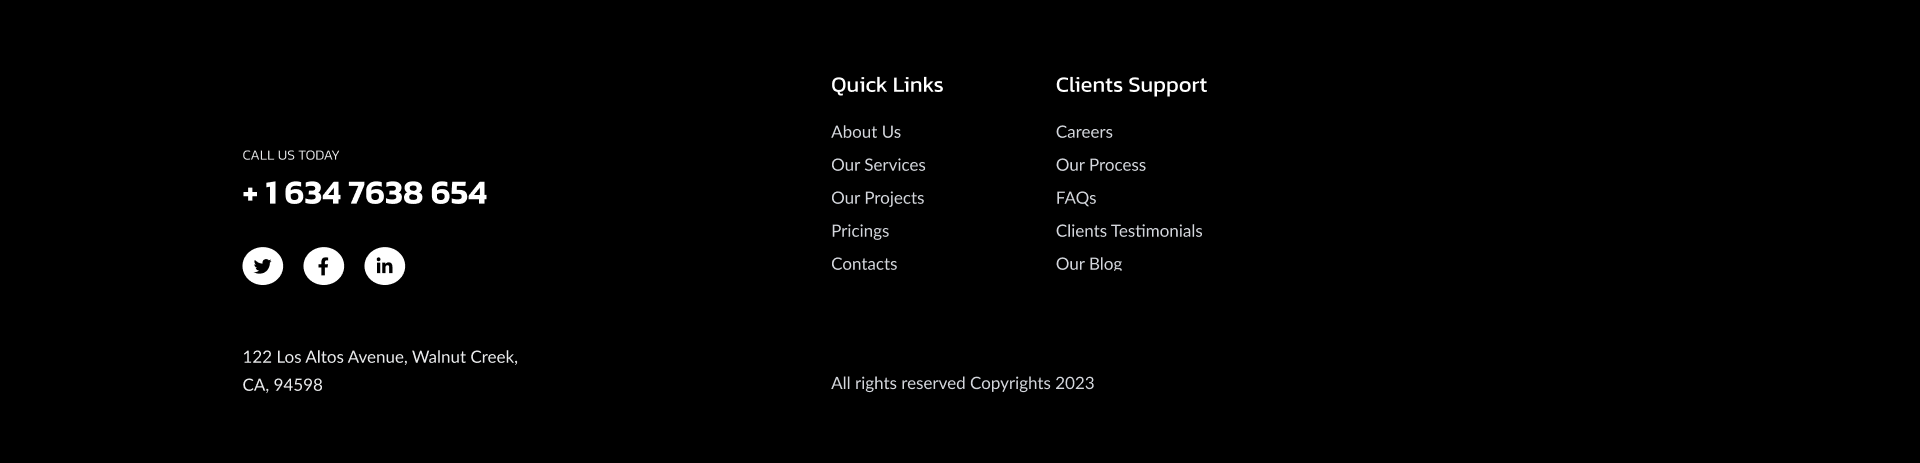 CALL US TODAY
+ 1 634 7638 654
122 Los Altos Avenue, Walnut Creek,
CA, 94598
Quick Links
About Us
Our Services
Our Projects
Pricings
Contacts
Clients Support
Careers
Our Process
FAQs
Clients Testimonials
Our Blog
All rights reserved Copyrights 2023